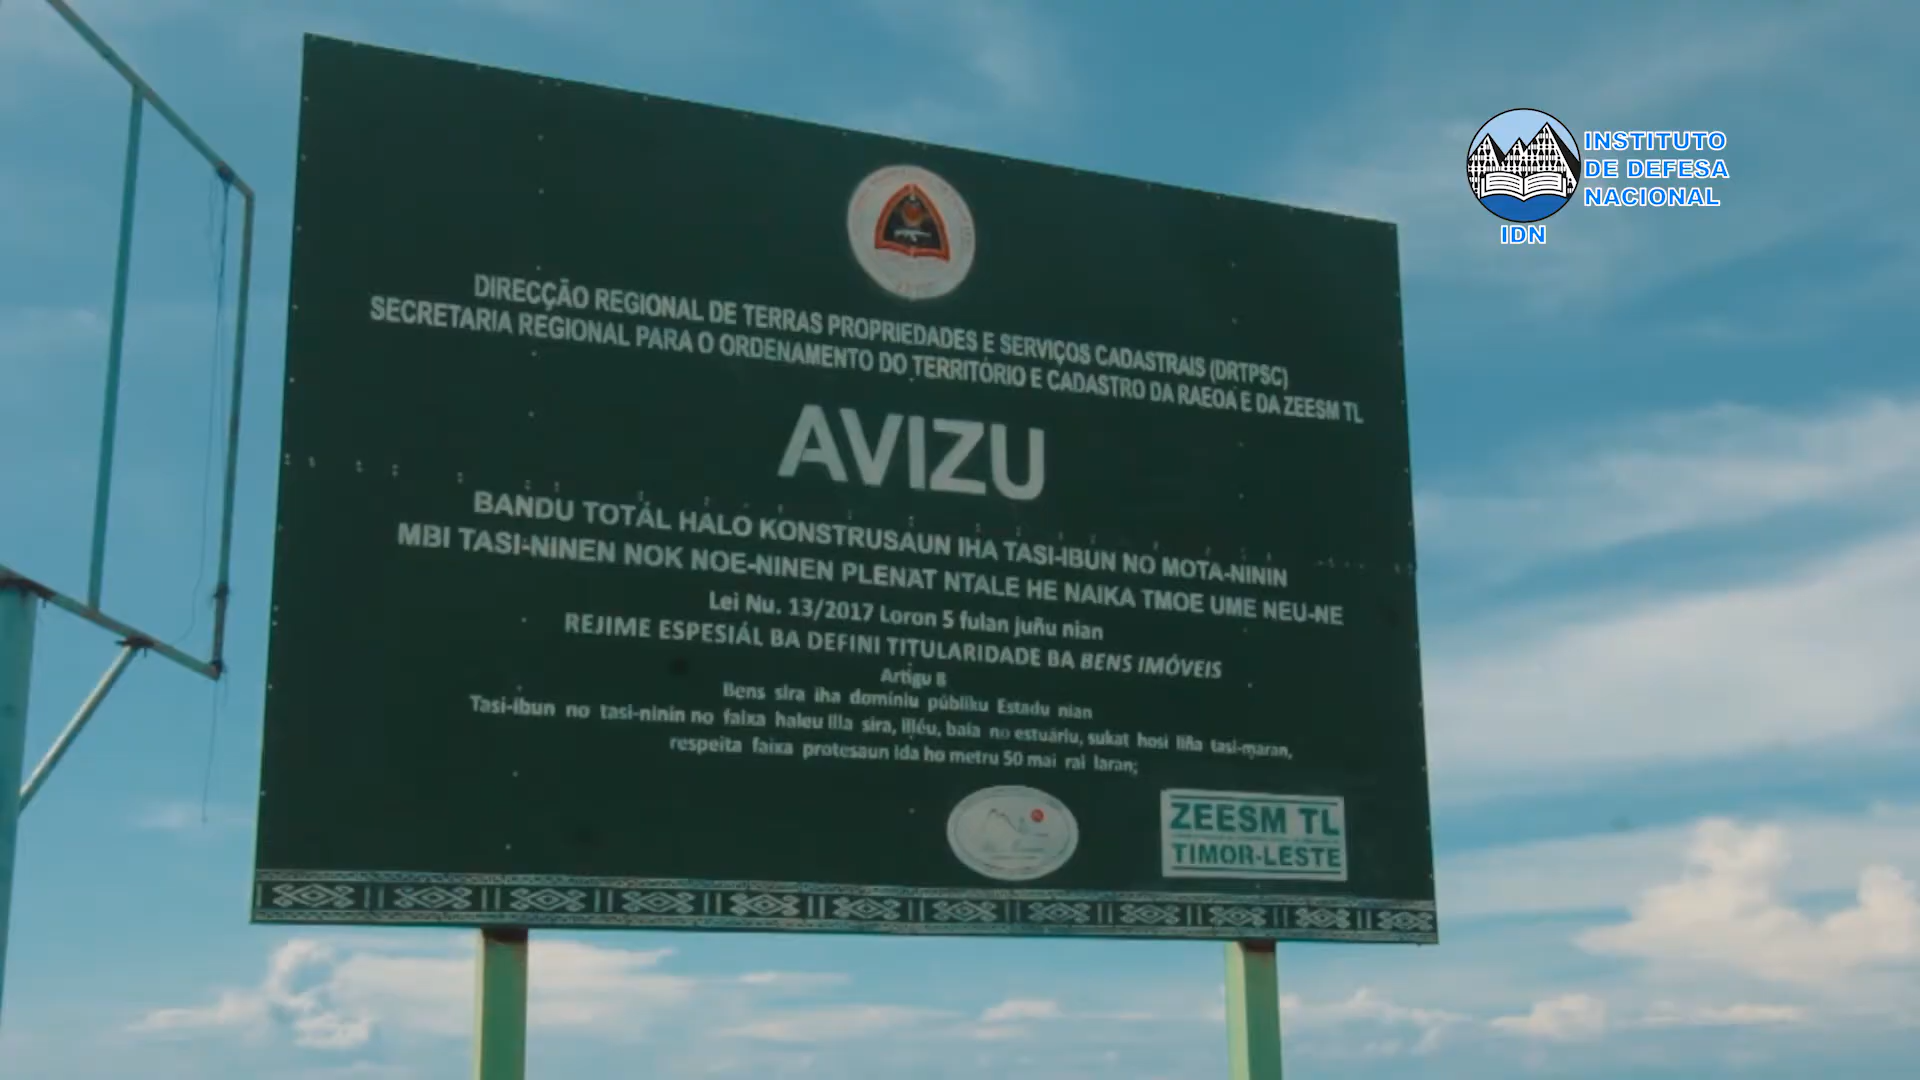 DIRECÇÃO REGIONAL DE TERRAS PROPRIEDADES E SERVIÇOS CADASTRAIS (DRTPSC)
SECRETARIA REGIONAL PARA O ORDENAMENTO DO TERRITÓRIO E CADASTRO DA RAEOA E DA ZEESM TL
AVIZU
BANDU TOTÁL HALO KONSTRUSAUN IHA TASI-IBUN NO MOTA-NININ
MBI TASI-NINEN NOK NOE-NINEN PLENAT NTALE HE NAIKA TMOE UME NEU-NE
Lei Nu. 13/2017 Loron 5 fulan juñu nian
REJIME ESPESIÁL BA DEFINI TITULARIDADE BA BENS IMÓVEIS
Artigu 8
Bens sira iha domíniu públiku Estadu nian
Tasi-ibun no tasi-ninin no faixa haleu illa sira, illéu, baia no estuáriu, sukat hosi liña tasi-maran,
respeita faixa protesaun ida ho metru 50 mai rai laran;
ZEESM TL
TIMOR-LESTE
INSTITUTO
DE DEFESA
NACIONAL
IDN